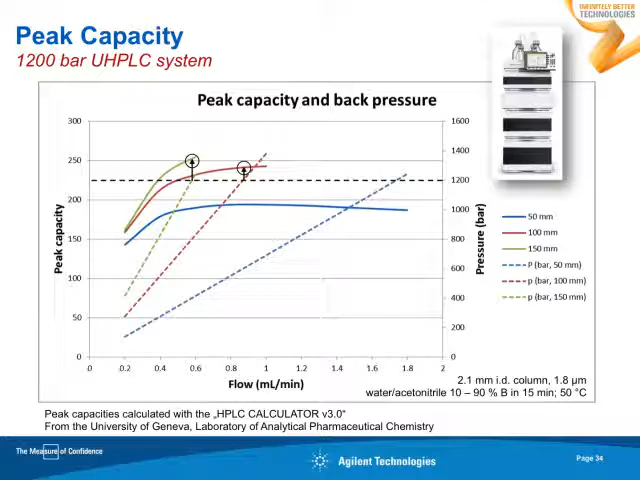 INFINITELY BETTER
TECHNOLOGIES
Peak Capacity
1200 bar UHPLC system
Peak capacity and back pressure
300
250
200
150
100
50
0
Peak capacity
1600
1400
1200
1000
800
600
400
200
0
Pressure (bar)
0 0.2 0.4 0.6 0.8 1 1.2 1.4 1.6 1.8 2
Flow (mL/min)
50 mm
100 mm
150 mm
P (bar, 50 mm)
p (bar, 100 mm)
p (bar, 150 mm)
2.1 mm i.d. column, 1.8 µm
water/acetonitrile 10 – 90 % B in 15 min; 50 °C
Peak capacities calculated with the „HPLC CALCULATOR v3.0“
From the University of Geneva, Laboratory of Analytical Pharmaceutical Chemistry
The Measure of Confidence
Agilent Technologies
Page 34